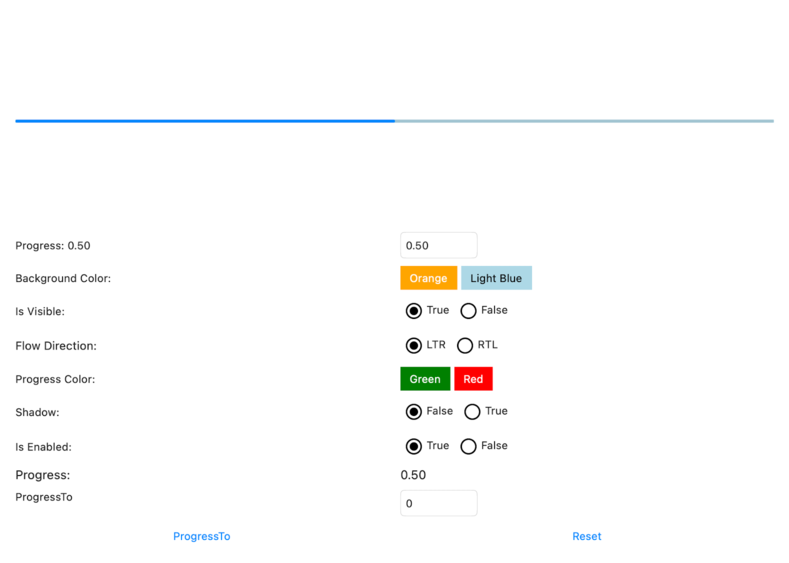 Progress: 0.50 0.50
Background Color: Orange Light Blue
Is Visible: True False
Flow Direction: LTR RTL
Progress Color: Green Red
Shadow: False True
Is Enabled: True False
Progress: 0.50
ProgressTo 0
ProgressTo Reset